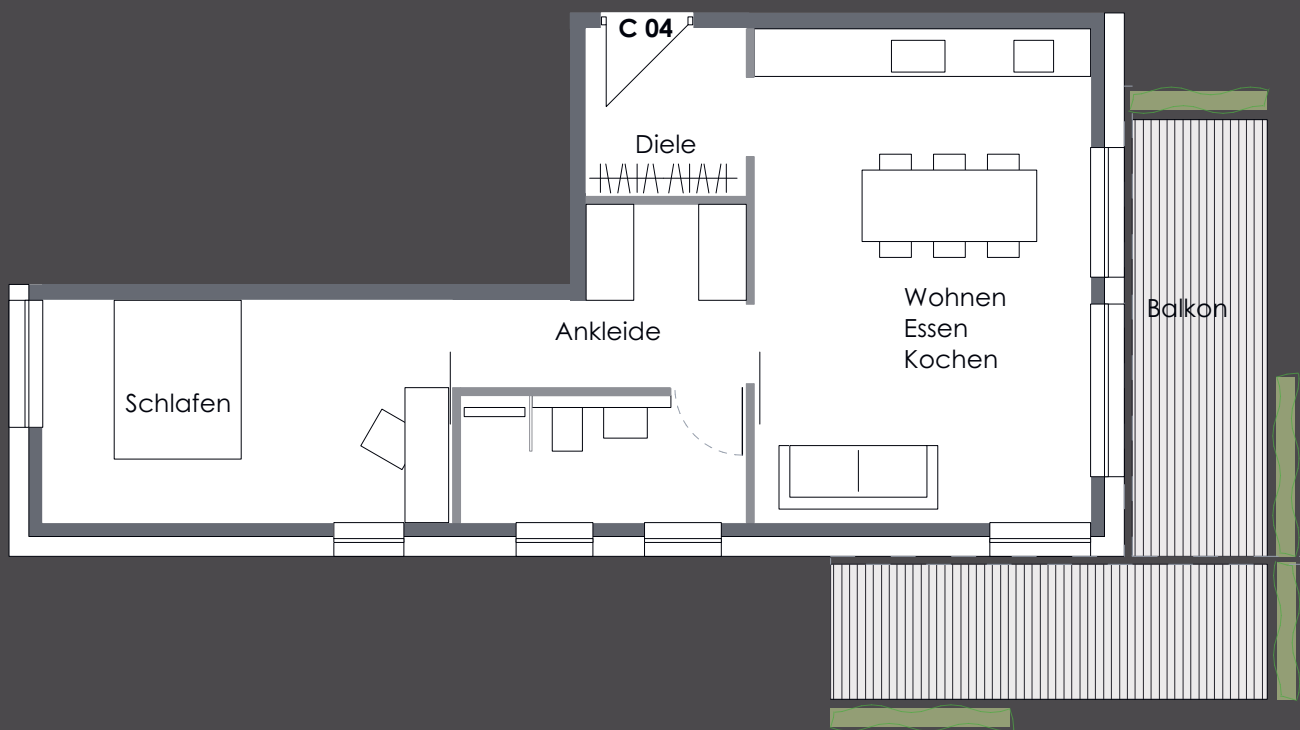 C 04
Diele
Wohnen
Essen
Kochen
Balkon
Ankleide
Schlafen